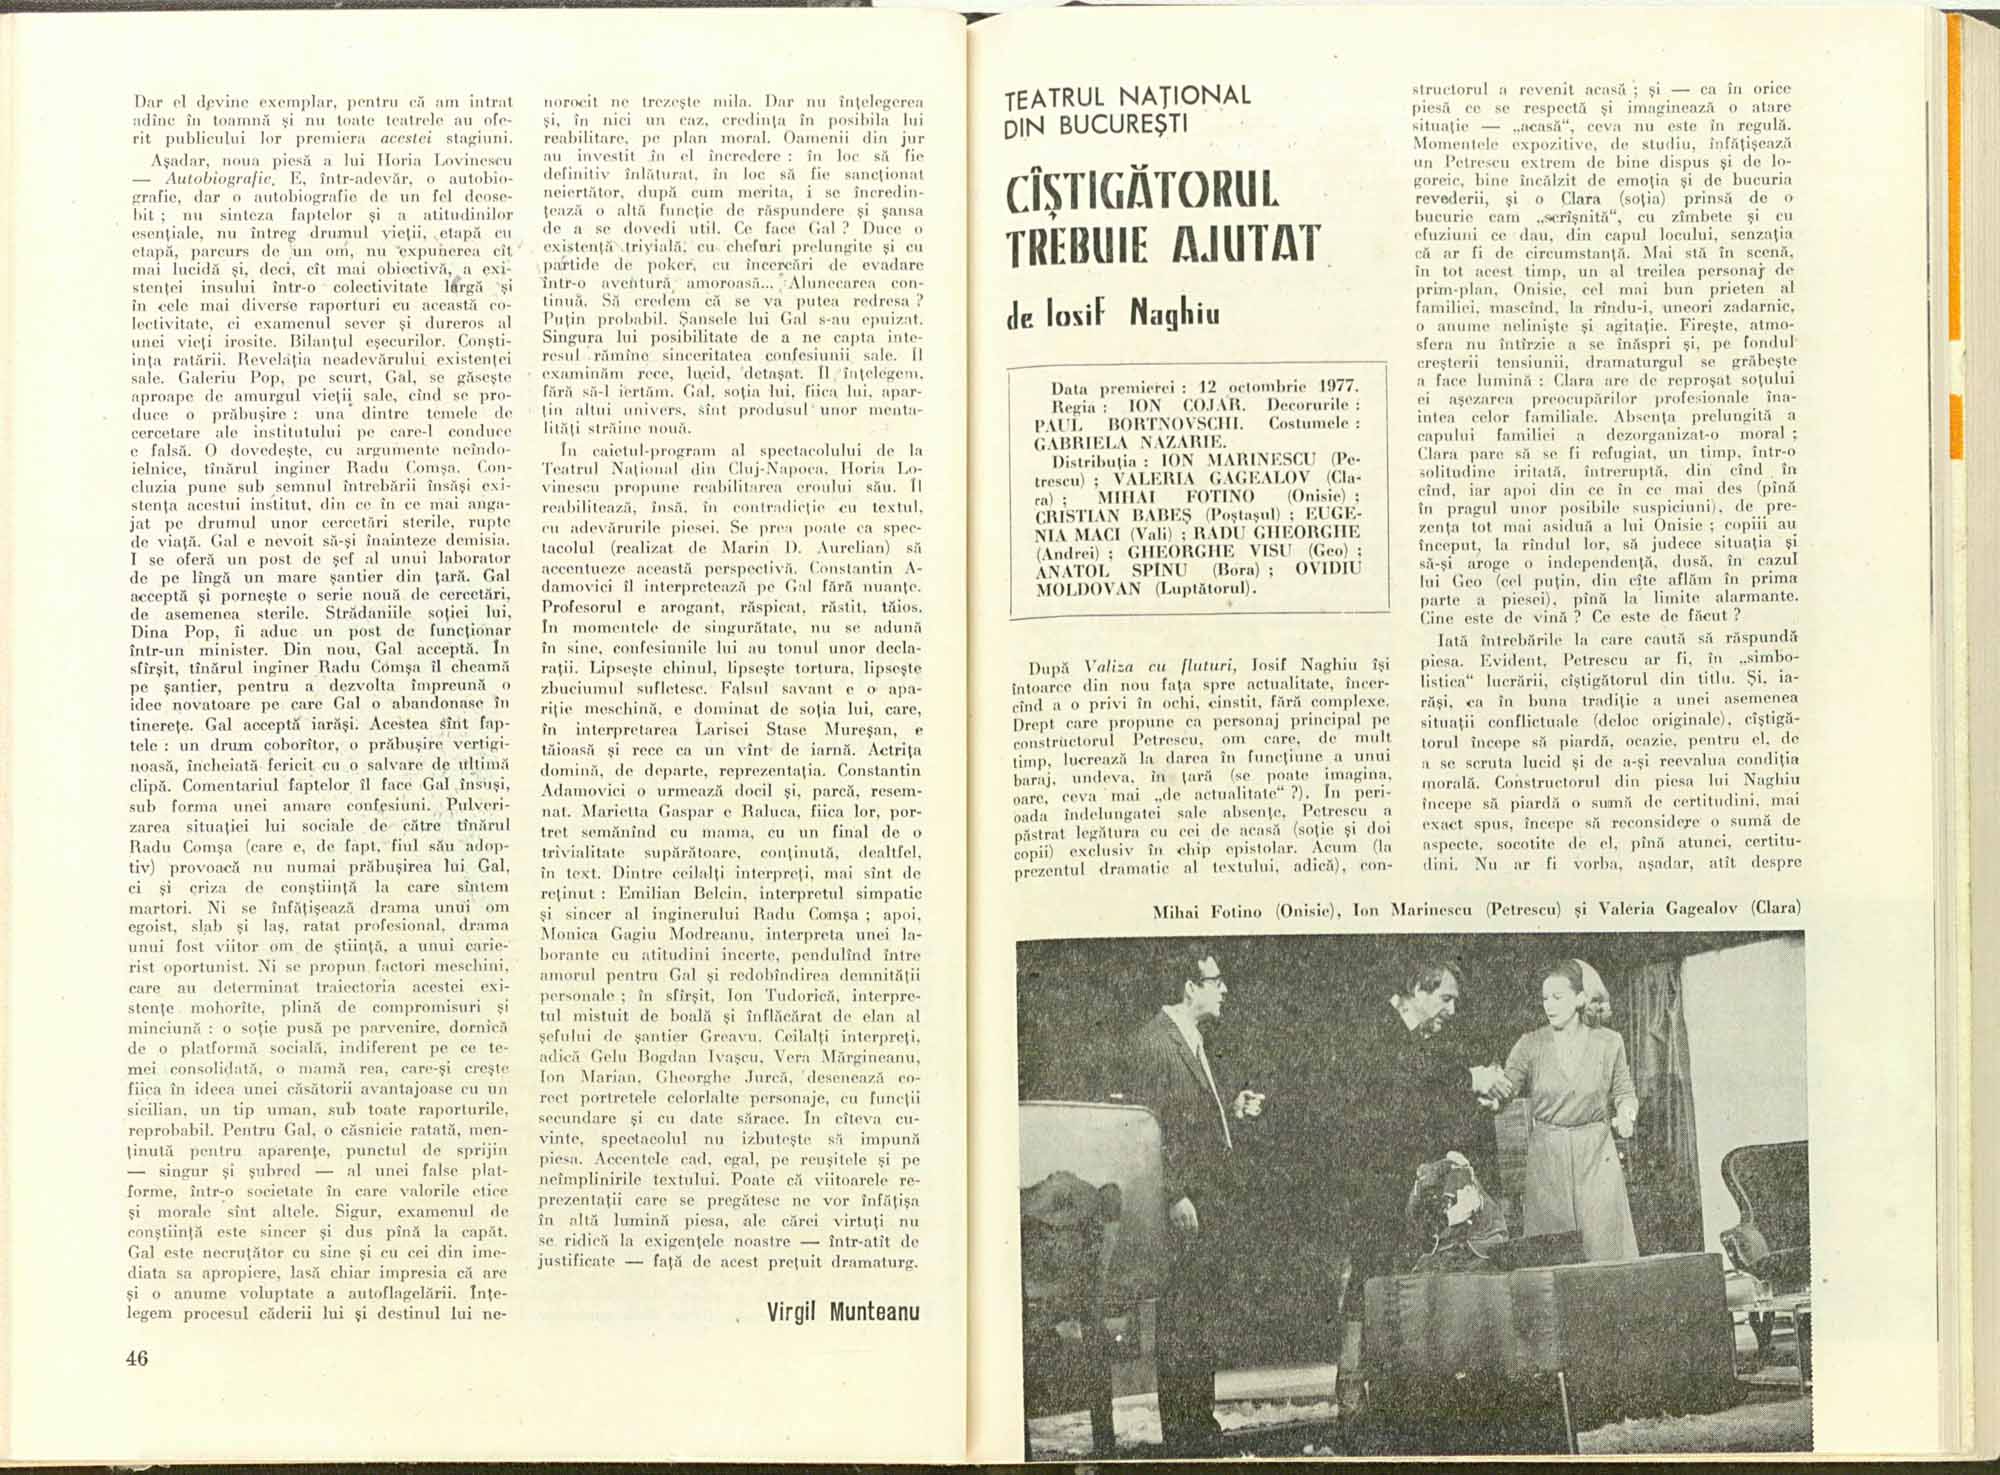 Dar el devine exemplar, pentru că am intrat
adînc în toamnă și nu toate teatrele au ofe-
rit publicului lor premiera acestei stagiuni.
Așadar, noua piesă a lui Horia Lovinescu
— Autobiografie. E, într-adevăr, o autobio-
grafie, dar o autobiografie de un fel deose-
bit ; nu sinteza faptelor și a atitudinilor
esențiale, nu întreg drumul vieții, etapă cu
etapă, parcurs de un om, nu expunerea cît
mai lucidă și, deci, cît mai obiectivă, a exi-
stenței insului într-o colectivitate largă și
în cele mai diverse raporturi cu această co-
lectivitate, ci examenul sever și dureros al
unei vieți irosite. Bilanțul eșecurilor. Conști-
ința ratării. Revelația neadevărului existenței
sale. Galeriu Pop, pe scurt, Gal, se găsește
aproape de amurgul vieții sale, cînd se pro-
duce o prăbușire : una dintre temele de
cercetare ale institutului pe care-l conduce
e falsă. O dovedește, cu argumente neîndo-
ielnice, tînărul inginer Radu Comșa. Con-
cluzia pune sub semnul întrebării însăși exi-
stența acestui institut, din ce în ce mai anga-
jat pe drumul unor cercetări sterile, rupte
de viață. Gal e nevoit să-și înainteze demisia.
I se oferă un post de șef al unui laborator
de pe lîngă un mare șantier din țară. Gal
acceptă și pornește o serie nouă de cercetări,
de asemenea sterile. Strădaniile soției lui,
Dina Pop, îi aduc un post de funcționar
într-un minister. Din nou, Gal acceptă. În
sfîrșit, tînărul inginer Radu Comșa îl cheamă
pe șantier, pentru a dezvolta împreună o
idee novatoare pe care Gal o abandonase în
tinerețe. Gal acceptă iarăși. Acestea sînt fap-
tele : un drum coborîtor, o prăbușire vertigi-
noasă, încheiată fericit cu o salvare de ultimă
clipă. Comentariul faptelor îl face Gal însuși,
sub forma unei amare confesiuni. Pulveri-
zarea situației lui sociale de către tînărul
Radu Comșa (care e, de fapt, fiul său adop-
tiv) provoacă nu numai prăbușirea lui Gal,
ci și criza de conștiință la care sîntem
martori. Ni se înfățișează drama unui om
egoist, slab și laș, ratat profesional, drama
unui fost viitor om de știință, a unui carie-
rist oportunist. Ni se propun factori meschini,
care au determinat traiectoria acestei exi-
stențe mohorîte, plină de compromisuri și
minciună : o soție pusă pe parvenire, dornică
de o platformă socială, indiferent pe ce te-
mei consolidată, o mamă rea, care-și crește
fiica în ideea unei căsătorii avantajoase cu un
sicilian, un tip uman, sub toate raporturile,
reprobabil. Pentru Gal, o căsnicie ratată, men-
ținută pentru aparențe, punctul de sprijin
— singur și șubred — al unei false plat-
forme, într-o societate în care valorile etice
și morale sînt altele. Sigur, examenul de
conștiință este sincer și dus pînă la capăt.
Gal este necruțător cu sine și cu cei din ime-
diata sa apropiere, lasă chiar impresia că are
și o anume voluptate a autoflagelării. Înțe-
legem procesul căderii lui și destinul lui ne-
norocit ne trezește mila. Dar nu înțelegerea
și, în nici un caz, credința în posibila lui
reabilitare, pe plan moral. Oamenii din jur
au investit în el încredere : în loc să fie
definitiv înlăturat, în loc să fie sancționat
neiertător, după cum merita, i se încredin-
țează o altă funcție de răspundere și șansa
de a se dovedi util. Ce face Gal ? Duce o
existență trivială, cu chefuri prelungite și cu
partide de poker, cu încercări de evadare
într-o aventură amoroasă... Alunecarea con-
tinuă. Să credem că se va putea redresa ?
Puțin probabil. Șansele lui Gal s-au epuizat.
Singura lui posibilitate de a ne capta inte-
resul rămîne sinceritatea confesiunii sale. Îl
examinăm rece, lucid, detașat. Îl înțelegem,
fără să-l iertăm. Gal, soția lui, fiica lui, apar-
țin altui univers, sînt produsul unor menta-
lități străine nouă.
În caietul-program al spectacolului de la
Teatrul Național din Cluj-Napoca, Horia Lo-
vinescu propune reabilitarea eroului său. Îl
reabilitează, însă, în contradicție cu textul,
cu adevărurile piesei. Se prea poate ca spec-
tacolul (realizat de Marin D. Aurelian) să
accentueze această perspectivă. Constantin A-
damovici îl interpretează pe Gal fără nuanțe.
Profesorul e arogant, răspicat, răstit, tăios.
În momentele de singurătate, nu se adună
în sine, confesiunile lui au tonul unor decla-
rații. Lipsește chinul, lipsește tortura, lipsește
zbuciumul sufletesc. Falsul savant e o apa-
riție meschină, e dominat de soția lui, care,
în interpretarea Larisei Stase Mureșan, e
tăioasă și rece ca un vînt de iarnă. Actrița
domină, de departe, reprezentația. Constantin
Adamovici o urmează docil și, parcă, resem-
nat. Marietta Gaspar e Raluca, fiica lor, por-
tret semănînd cu mama, cu un final de o
trivialitate supărătoare, conținută, dealtfel,
în text. Dintre ceilalți interpreți, mai sînt de
reținut : Emilian Belcin, interpretul simpatic
și sincer al inginerului Radu Comșa ; apoi,
Monica Gagiu Modreanu, interpreta unei la-
borante cu atitudini incerte, pendulînd între
amorul pentru Gal și redobîndirea demnității
personale ; în sfîrșit, Ion Tudorică, interpre-
tul mistuit de boală și înflăcărat de elan al
șefului de șantier Greavu. Ceilalți interpreți,
adică Gelu Bogdan Ivașcu, Vera Mărgineanu,
Ion Marian, Gheorghe Jurcă, desenează co-
rect portretele celorlalte personaje, cu funcții
secundare și cu date sărace. În cîteva cu-
vinte, spectacolul nu izbutește să impună
piesa. Accentele cad, egal, pe reușitele și pe
neîmplinirile textului. Poate că viitoarele re-
prezentații care se pregătesc ne vor înfățișa
în altă lumină piesa, ale cărei virtuți nu
se ridică la exigențele noastre — într-atît de
justificate — față de acest prețuit dramaturg.
Virgil Munteanu
46
TEATRUL NAȚIONAL
DIN BUCUREȘTI
CÎȘTIGĂTORUL
TREBUIE AJUTAT
de Iosif Naghiu
Data premierei : 12 octombrie 1977.
Regia : ION COJAR. Decorurile :
PAUL BORTNOVSCHI. Costumele :
GABRIELA NAZARIE.
Distribuția : ION MARINESCU (Pe-
trescu) ; VALERIA GAGEALOV (Cla-
ra) ; MIHAI FOTINO (Onisie) ;
CRISTIAN BABEȘ (Poștașul) ; EUGE-
NIA MACI (Vali) ; RADU GHEORGHE
(Andrei) ; GHEORGHE VISU (Geo) ;
ANATOL SPÎNU (Bora) ; OVIDIU
MOLDOVAN (Luptătorul).
După Valiza cu fluturi, Iosif Naghiu își
întoarce din nou fața spre actualitate, încer-
cînd a o privi în ochi, cinstit, fără complexe.
Drept care propune ca personaj principal pe
constructorul Petrescu, om care, de mult
timp, lucrează la darea în funcțiune a unui
baraj, undeva, în țară (se poate imagina,
oare, ceva mai „de actualitate“ ?). În peri-
oada îndelungatei sale absențe, Petrescu a
păstrat legătura cu cei de acasă (soție și doi
copii) exclusiv în chip epistolar. Acum (la
prezentul dramatic al textului, adică), con-
structorul a revenit acasă ; și — ca în orice
piesă ce se respectă și imaginează o atare
situație — „acasă“, ceva nu este în regulă.
Momentele expozitive, de studiu, înfățișează
un Petrescu extrem de bine dispus și de lo-
goreic, bine încălzit de emoția și de bucuria
revederii, și o Clara (soția) prinsă de o
bucurie cam „scrîșnită“, cu zîmbete și cu
efuziuni ce dau, din capul locului, senzația
că ar fi de circumstanță. Mai stă în scenă,
în tot acest timp, un al treilea personaj de
prim-plan, Onisie, cel mai bun prieten al
familiei, mascînd, la rîndu-i, uneori zadarnic,
o anume neliniște și agitație. Firește, atmo-
sfera nu întîrzie a se înăspri și, pe fondul
creșterii tensiunii, dramaturgul se grăbește
a face lumină : Clara are de reproșat soțului
ei așezarea preocupărilor profesionale îna-
intea celor familiale. Absența prelungită a
capului familiei a dezorganizat-o moral ;
Clara pare să se fi refugiat, un timp, într-o
solitudine iritată, întreruptă, din cînd în
cînd, iar apoi din ce în ce mai des (pînă
în pragul unor posibile suspiciuni), de pre-
zența tot mai asiduă a lui Onisie ; copiii au
început, la rîndul lor, să judece situația și
să-și aroge o independență, dusă, în cazul
lui Geo (cel puțin, din cîte aflăm în prima
parte a piesei), pînă la limite alarmante.
Cine este de vină ? Ce este de făcut ?
Iată întrebările la care caută să răspundă
piesa. Evident, Petrescu ar fi, în „simbo-
listica“ lucrării, cîștigătorul din titlu. Și, ia-
răși, ca în buna tradiție a unei asemenea
situații conflictuale (deloc originale), cîștigă-
torul începe să piardă, ocazie, pentru el, de
a se scruta lucid și de a-și reevalua condiția
morală. Constructorul din piesa lui Naghiu
începe să piardă o sumă de certitudini, mai
exact spus, începe să reconsidere o sumă de
aspecte, socotite de el, pînă atunci, certitu-
dini. Nu ar fi vorba, așadar, atît despre
Mihai Fotino (Onisie), Ion Marinescu (Petrescu) și Valeria Gagealov (Clara)